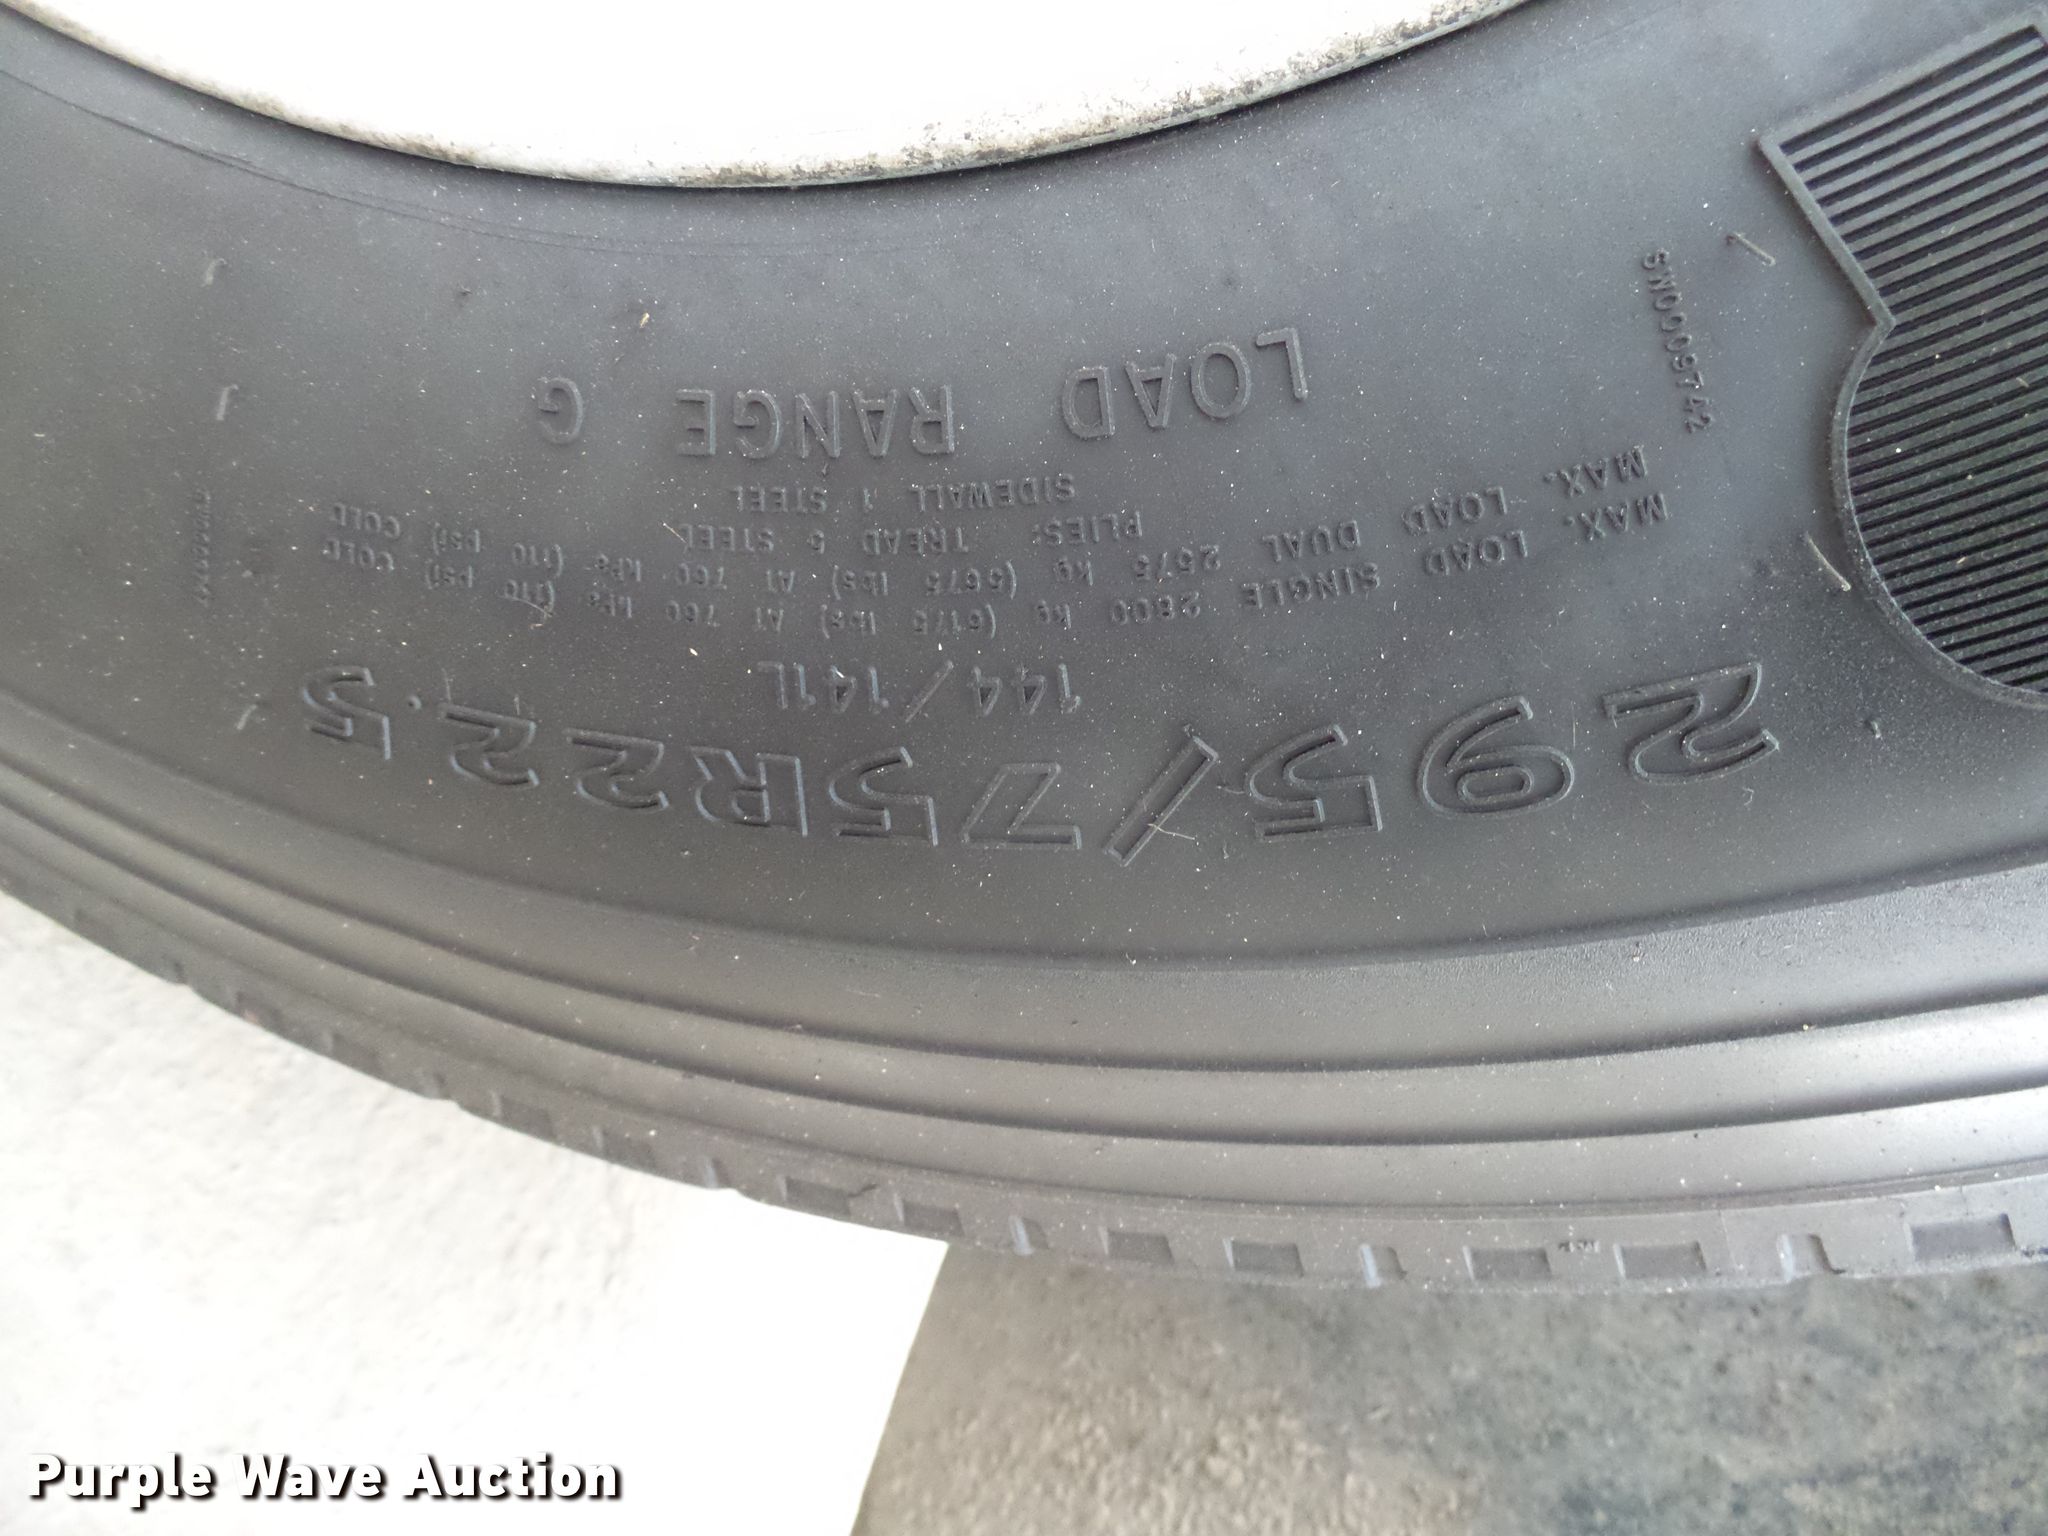 295/75R22.5
144/141L
MAX. LOAD SINGLE 2800 kg (6175 lbs) AT 760 kPa (110 psi) COLD
MAX. LOAD DUAL 2575 kg (5675 lbs) AT 760 kPa (110 psi) COLD
PLIES: TREAD 5 STEEL
SIDEWALL 1 STEEL
LOAD RANGE G
SW0009742
Purple Wave Auction